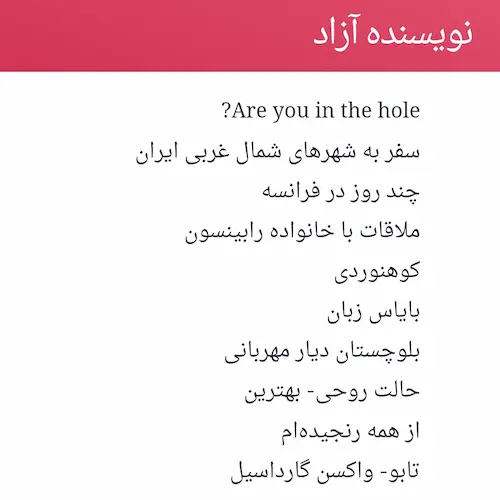 نویسنده آزاد
Are you in the hole?
سفر به شهرهای شمال غربی ایران
چند روز در فرانسه
ملاقات با خانواده رابینسون
کوهنوردی
بایاس زبان
بلوچستان دیار مهربانی
حالت روحی- بهترین
از همه رنجیده‌ام
تابو- واکسن گارداسیل